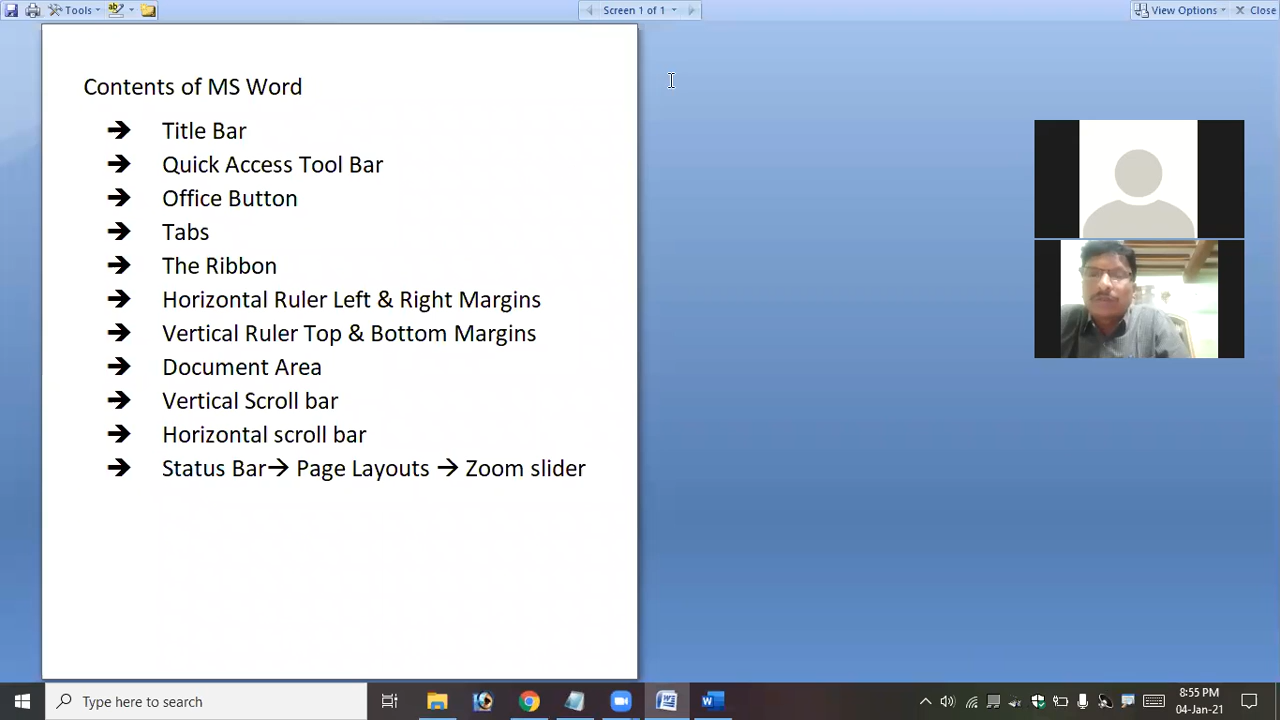 Tools
Screen 1 of 1
View Options
Close
Contents of MS Word
➔ Title Bar
➔ Quick Access Tool Bar
➔ Office Button
➔ Tabs
➔ The Ribbon
➔ Horizontal Ruler Left & Right Margins
➔ Vertical Ruler Top & Bottom Margins
➔ Document Area
➔ Vertical Scroll bar
➔ Horizontal scroll bar
➔ Status Bar→ Page Layouts → Zoom slider
Type here to search
8:55 PM
04-Jan-21